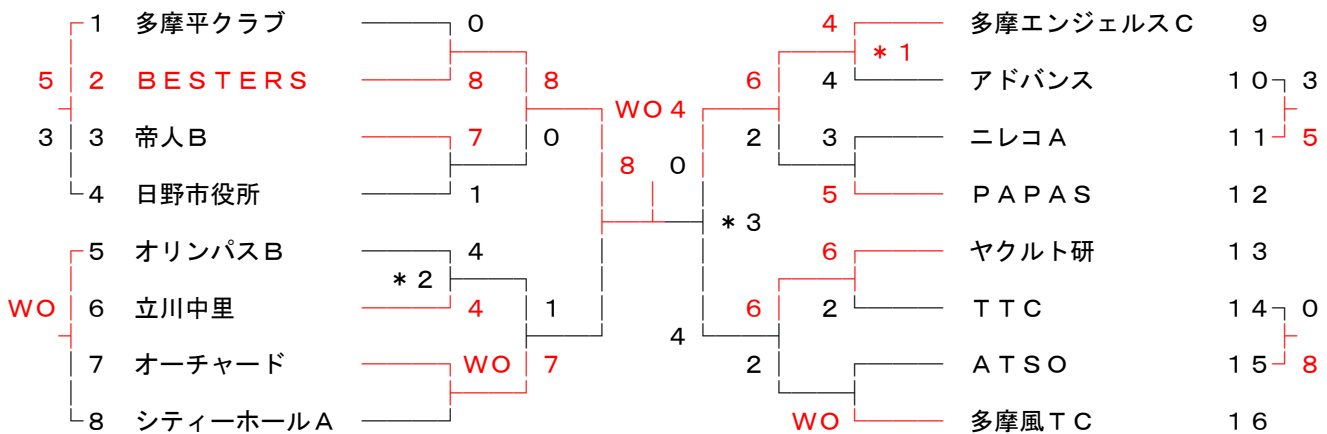 1 多摩平クラブ 0 4 多摩エンジェルスC 9
*1
5 2 BESTERS 8 8 6 4 アドバンス 10 3
WO 4
3 3 帝人B 7 0 2 3 ニレコA 11 5
8 0
4 日野市役所 1 5 PAPAS 12
*3
5 オリンパスB 4 6 ヤクルト研 13
*2
WO 6 立川中里 4 1 6 2 TTC 14 0
4
7 オーチャード WO 7 2 ATSO 15 8
8 シティーホールA WO 多摩風TC 16